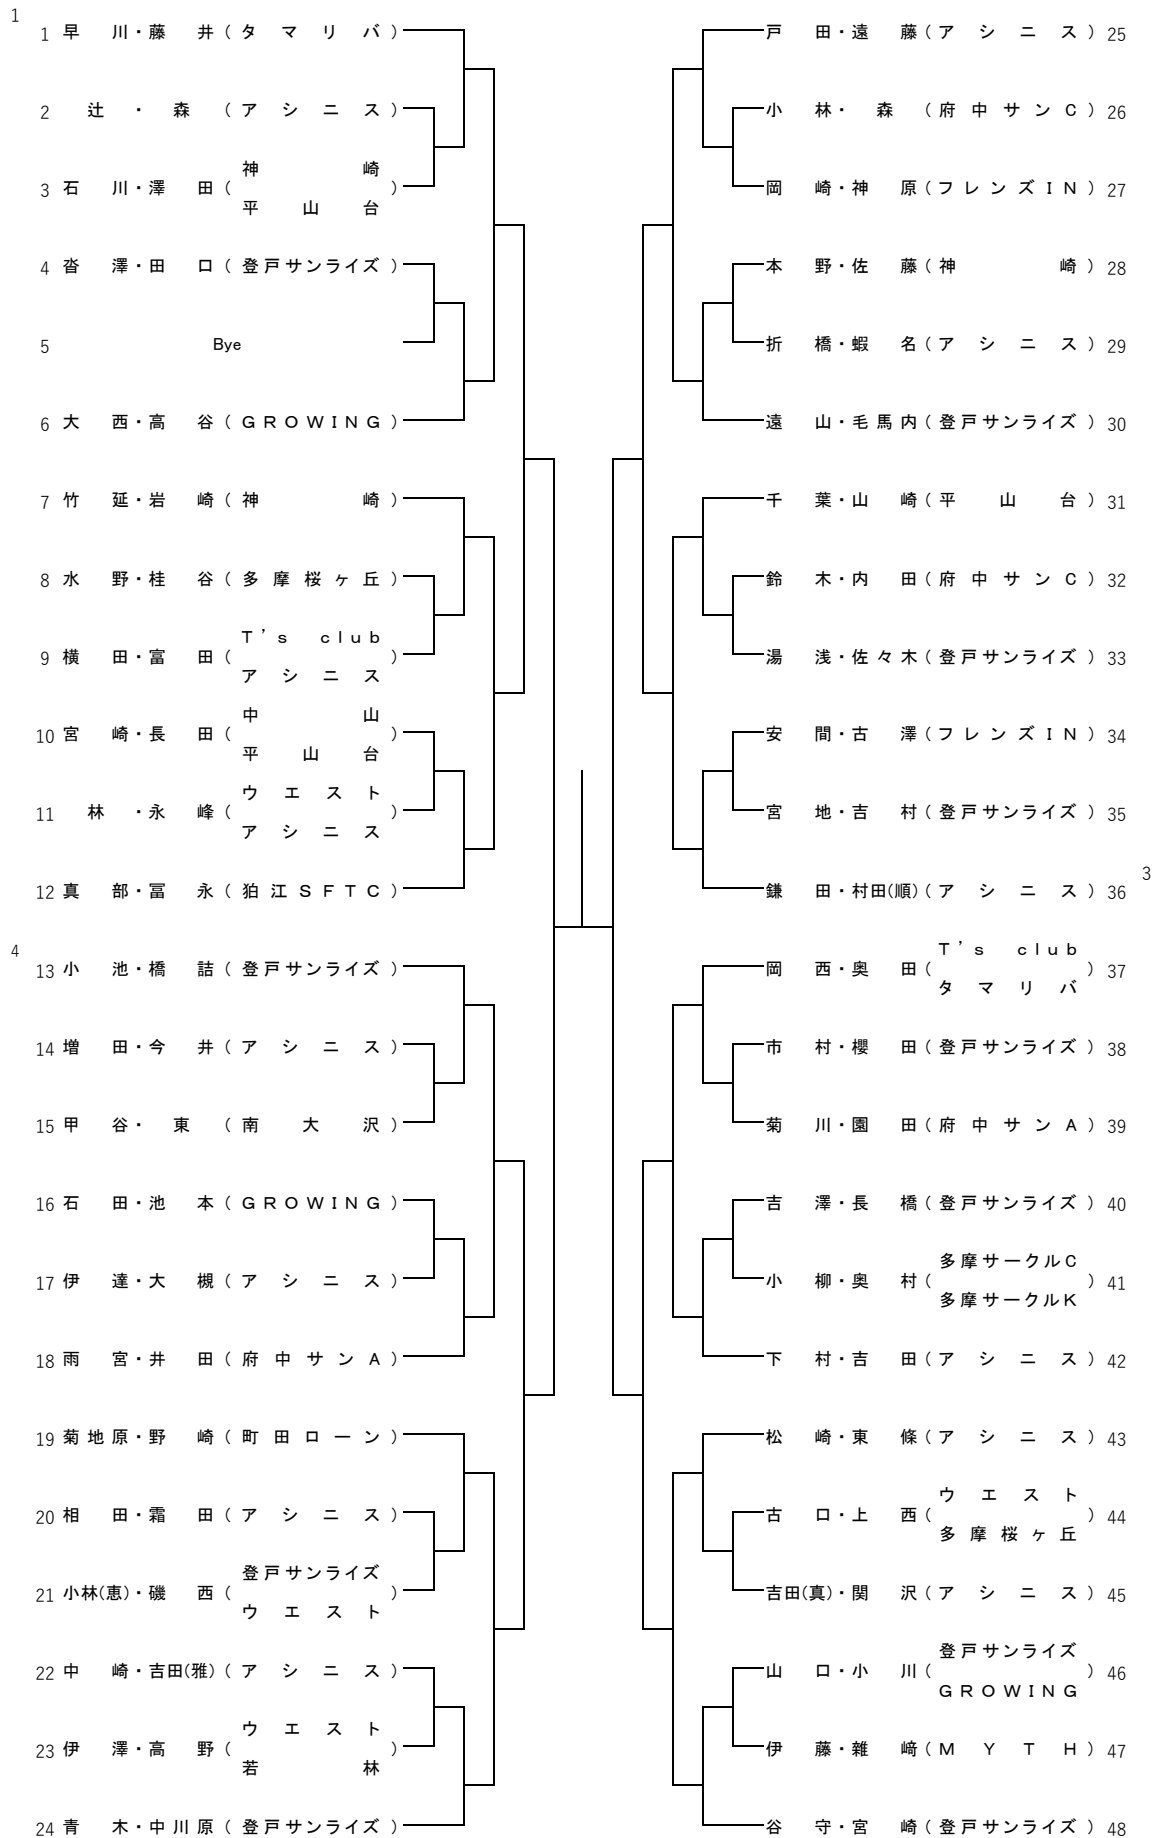 1
1 早川・藤井(タマリバ)
2 辻・森(アシニス)
3 石川・澤田(神崎 平山台)
4 沓澤・田口(登戸サンライズ)
5 Bye
6 大西・高谷(GROWING)
7 竹延・岩崎(神崎)
8 水野・桂谷(多摩桜ヶ丘)
9 横田・富田(T's club アシニス)
10 宮崎・長田(中山 平山台)
11 林・永峰(ウエスト アシニス)
12 真部・冨永(狛江SFTC)
4
13 小池・橋詰(登戸サンライズ)
14 増田・今井(アシニス)
15 甲谷・東(南大沢)
16 石田・池本(GROWING)
17 伊達・大槻(アシニス)
18 雨宮・井田(府中サンA)
19 菊地原・野崎(町田ローン)
20 相田・霜田(アシニス)
21 小林(恵)・磯西(登戸サンライズ ウエスト)
22 中崎・吉田(雅)(アシニス)
23 伊澤・高野(ウエスト 若林)
24 青木・中川原(登戸サンライズ)
戸田・遠藤(アシニス) 25
小林・森(府中サンC) 26
岡崎・神原(フレンズIN) 27
本野・佐藤(神崎) 28
折橋・蝦名(アシニス) 29
遠山・毛馬内(登戸サンライズ) 30
千葉・山崎(平山台) 31
鈴木・内田(府中サンC) 32
湯浅・佐々木(登戸サンライズ) 33
安間・古澤(フレンズIN) 34
宮地・吉村(登戸サンライズ) 35
鎌田・村田(順)(アシニス) 36
3
岡西・奥田(T's club タマリバ) 37
市村・櫻田(登戸サンライズ) 38
菊川・園田(府中サンA) 39
吉澤・長橋(登戸サンライズ) 40
小柳・奥村(多摩サークルC 多摩サークルK) 41
下村・吉田(アシニス) 42
松崎・東條(アシニス) 43
古口・上西(ウエスト 多摩桜ヶ丘) 44
吉田(真)・関沢(アシニス) 45
山口・小川(登戸サンライズ GROWING) 46
伊藤・雜﨑(MYTH) 47
谷守・宮崎(登戸サンライズ) 48